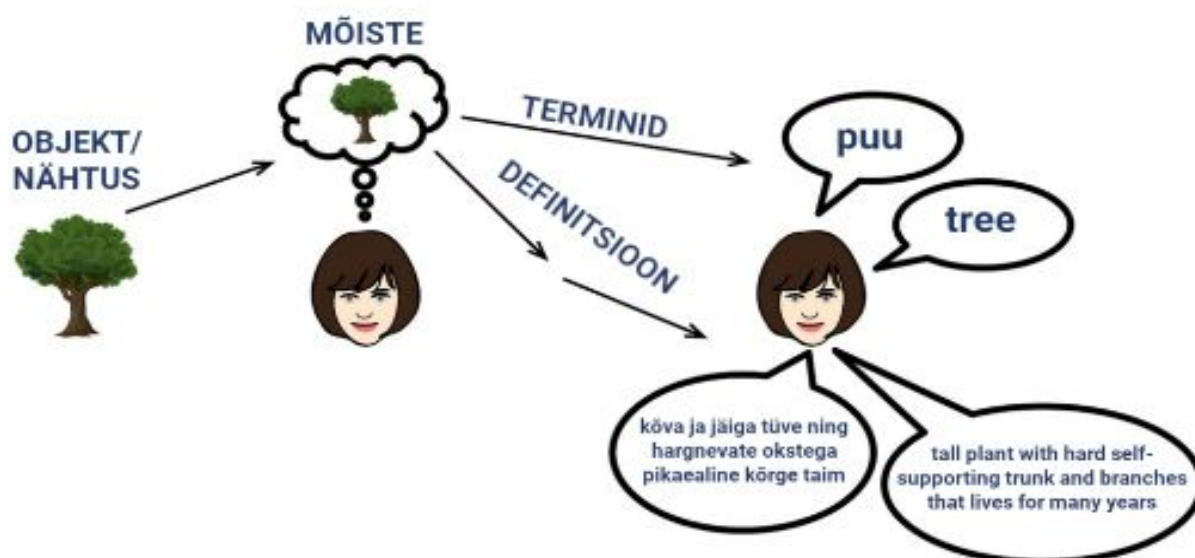 MÕISTE
OBJEKT/
NÄHTUS
TERMINID
DEFINITSIOON
puu
tree
kõva ja jäiga tüve ning
hargnevate okstega
pikaealine kõrge taim
tall plant with hard self-
supporting trunk and branches
that lives for many years